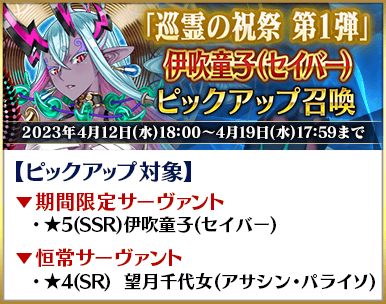 「巡霊の祝祭 第1弾」
伊吹童子(セイバー)
ピックアップ召喚
2023年4月12日(水)18:00～4月19日(水)17:59まで
【ピックアップ対象】
▼期間限定サーヴァント
・★5(SSR)伊吹童子(セイバー)
▼恒常サーヴァント
・★4(SR) 望月千代女(アサシン・パライソ)